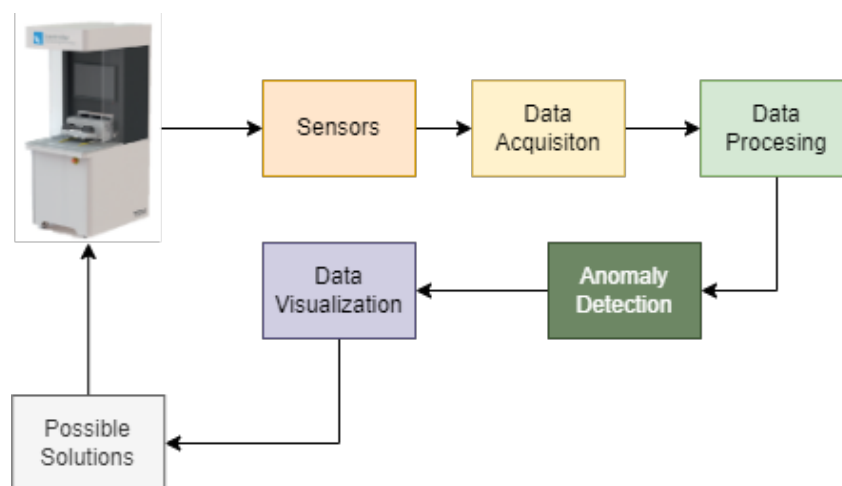 Sensors
Data
Acquisiton
Data
Procesing
Data
Visualization
Anomaly
Detection
Possible
Solutions